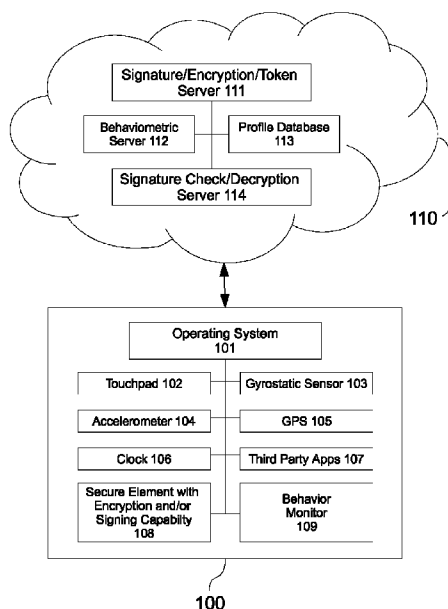 Signature/Encryption/Token
Server 111
Behaviometric
Server 112
Profile Database
113
Signature Check/Decryption
Server 114
110
Operating System
101
Touchpad 102
Gyrostatic Sensor 103
Accelerometer 104
GPS 105
Clock 106
Third Party Apps 107
Secure Element with
Encryption and/or
Signing Capabilty
108
Behavior
Monitor
109
100